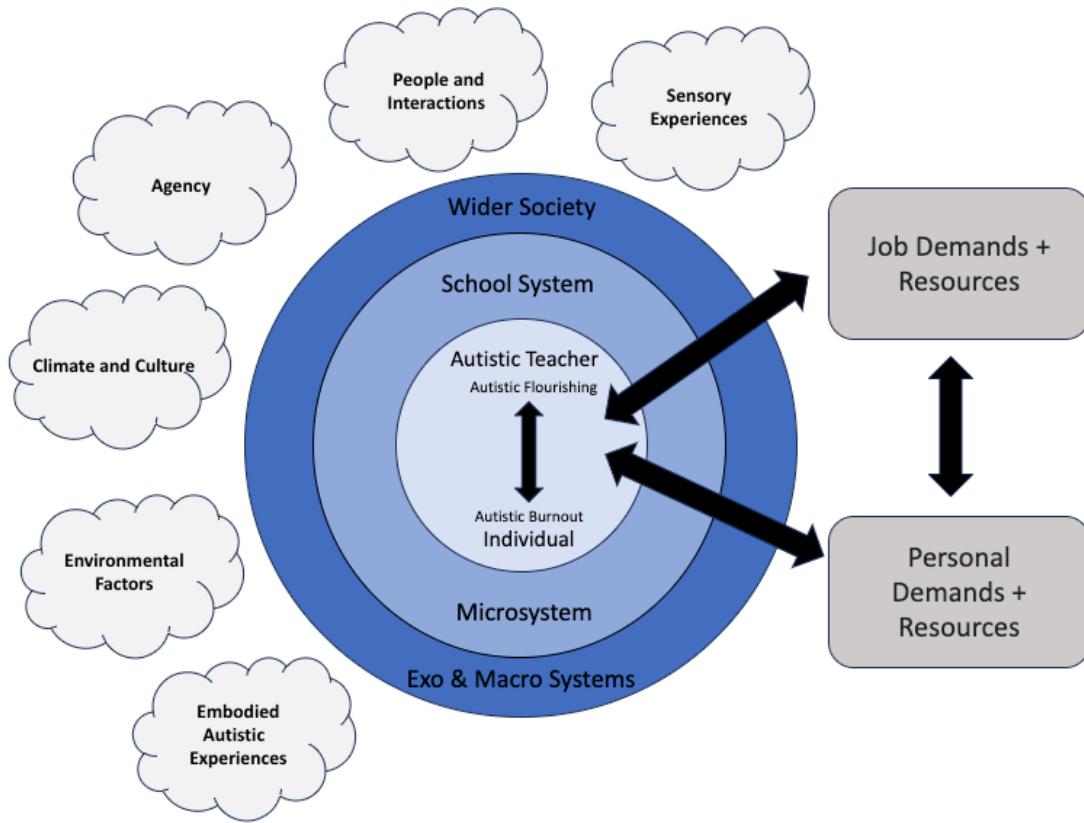 People and
Interactions
Sensory
Experiences
Agency
Climate and Culture
Environmental
Factors
Embodied
Autistic
Experiences
Wider Society
School System
Autistic Teacher
Autistic Flourishing
Autistic Burnout
Individual
Microsystem
Exo & Macro Systems
Job Demands +
Resources
Personal
Demands +
Resources